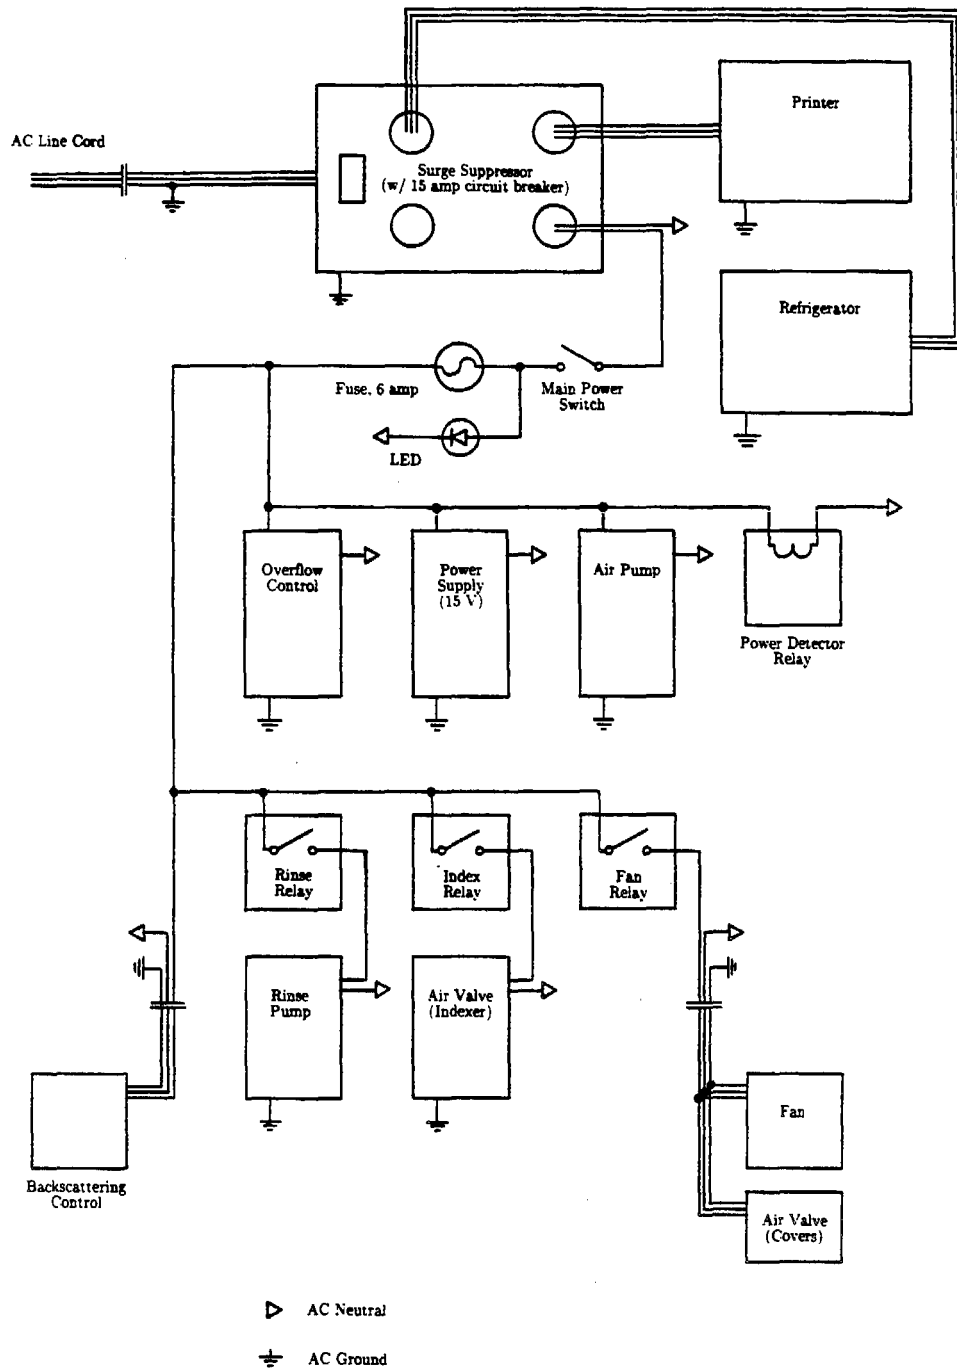 Printer
AC Line Cord
Surge Suppressor
(w/ 15 amp circuit breaker)
Refrigerator
Fuse, 6 amp
Main Power
Switch
LED
Overflow
Control
Power
Supply
(15 V)
Air Pump
Power Detector
Relay
Rinse
Relay
Index
Relay
Fan
Relay
Rinse
Pump
Air Valve
(Indexer)
Fan
Backscattering
Control
Air Valve
(Covers)
AC Neutral
AC Ground